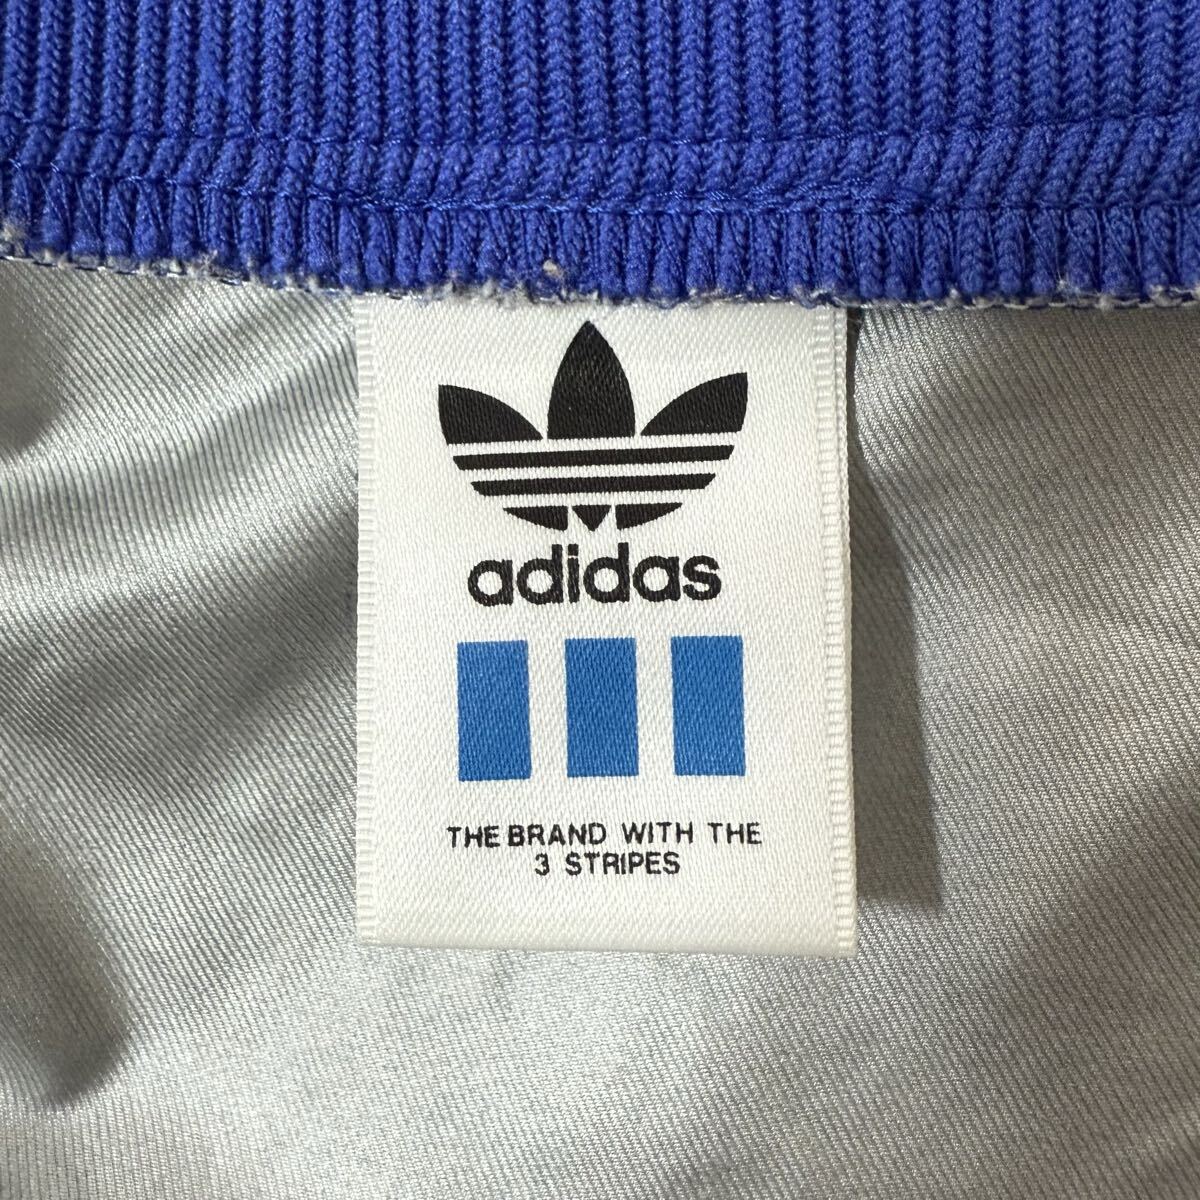 adidas
THE BRAND WITH THE
3 STRIPES